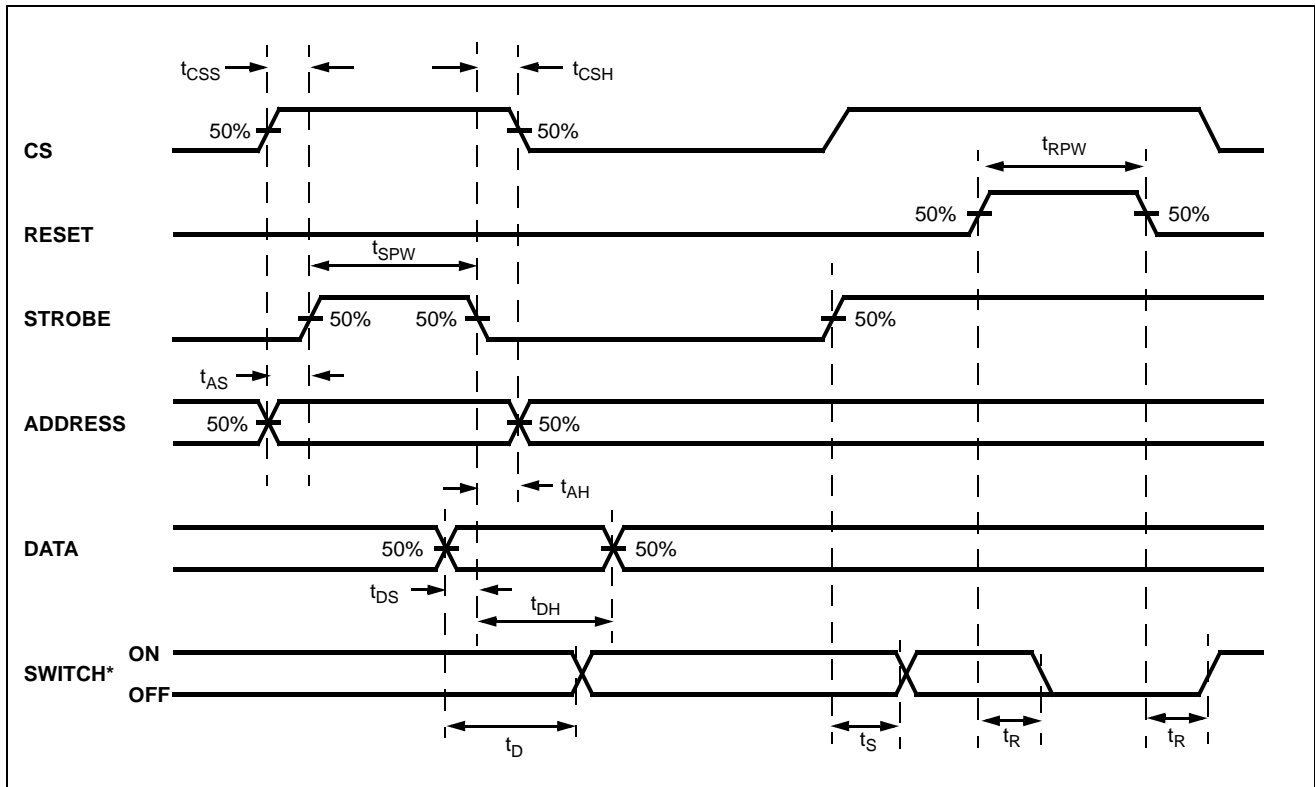 tCSS
tCSH
50%
50%
CS
tRPW
50%
50%
RESET
tSPW
STROBE
50%
50%
50%
tAS
ADDRESS
50%
50%
tAH
DATA
50%
50%
tDS
tDH
SWITCH*
ON
OFF
tD
tS
tR
tR